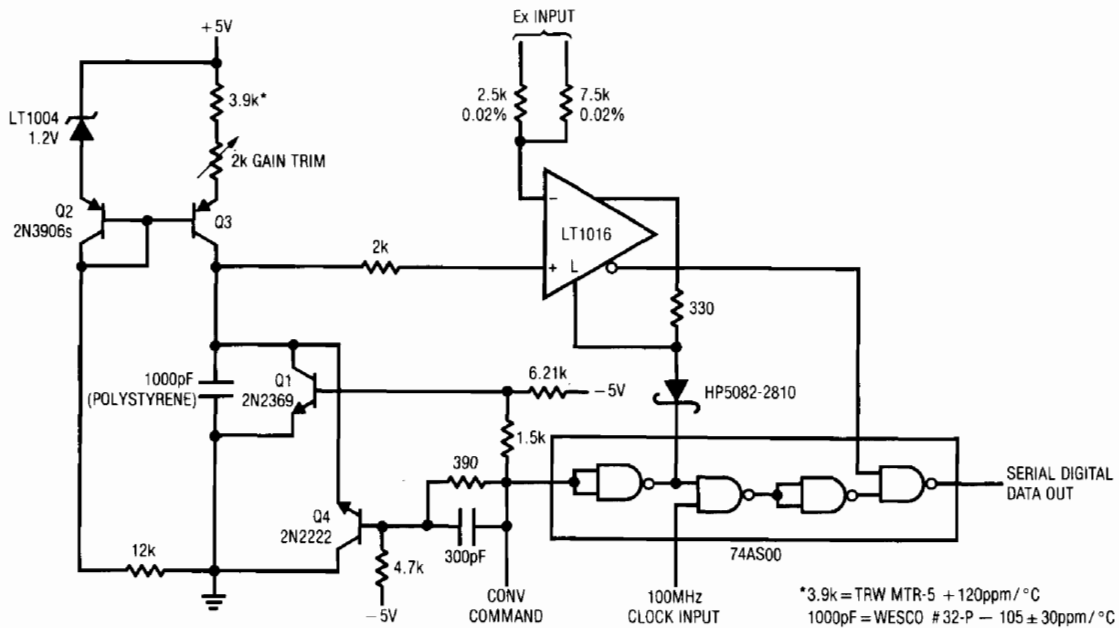 Ex INPUT
+5V
3.9k*
2.5k
0.02%
7.5k
0.02%
LT1004
1.2V
2k GAIN TRIM
Q2
2N3906s
Q3
LT1016
−
+
L
2k
330
1000pF
(POLYSTYRENE)
Q1
2N2369
6.21k
−5V
HP5082-2810
1.5k
390
SERIAL DIGITAL
DATA OUT
Q4
2N2222
300pF
74AS00
12k
4.7k
−5V
CONV
COMMAND
100MHz
CLOCK INPUT
*3.9k = TRW MTR-5 +120ppm/°C
1000pF = WESCO #32-P − 105 ± 30ppm/°C